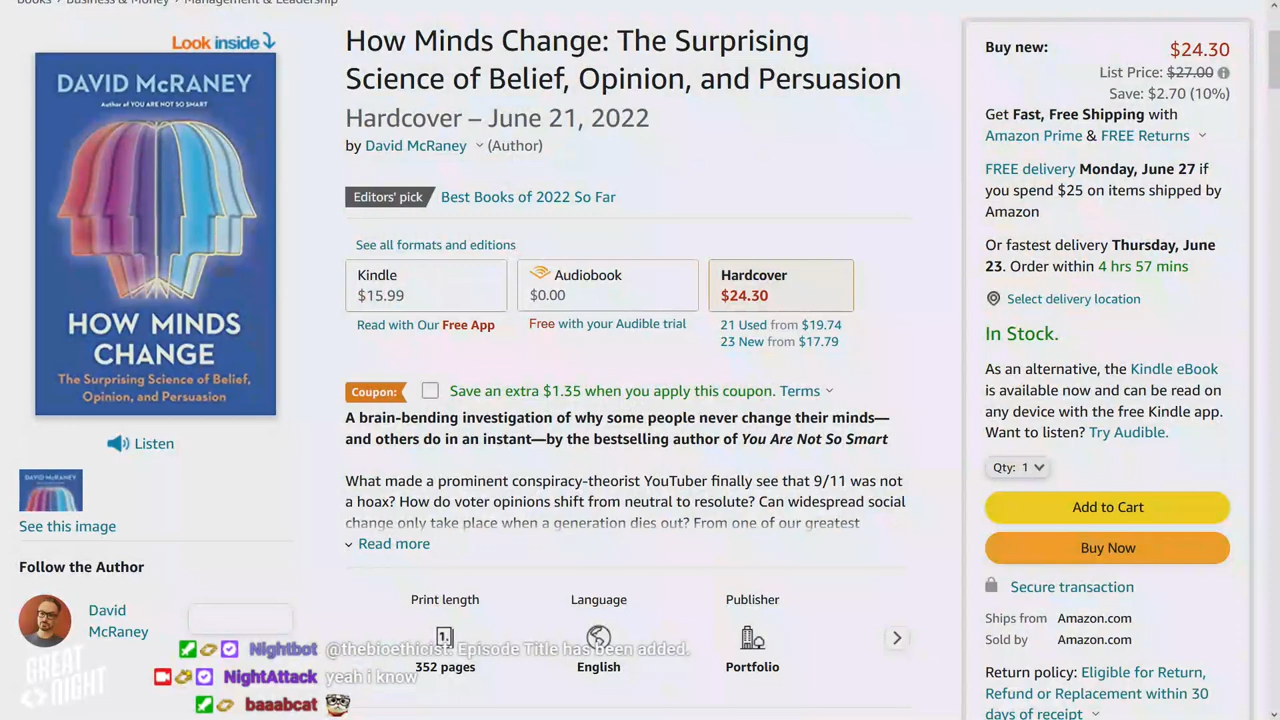 Books › Business & Money › Management & Leadership
Look inside
DAVID McRANEY
Author of YOU ARE NOT SO SMART
HOW MINDS
CHANGE
The Surprising Science of Belief,
Opinion, and Persuasion
Listen
DAVID McRANEY
See this image
Follow the Author
David
McRaney
How Minds Change: The Surprising
Science of Belief, Opinion, and Persuasion
Hardcover – June 21, 2022
by David McRaney (Author)
Editors' pick Best Books of 2022 So Far
See all formats and editions
Kindle
$15.99
Read with Our Free App
Audiobook
$0.00
Free with your Audible trial
Hardcover
$24.30
21 Used from $19.74
23 New from $17.79
Coupon: Save an extra $1.35 when you apply this coupon. Terms
A brain-bending investigation of why some people never change their minds—
and others do in an instant—by the bestselling author of You Are Not So Smart
What made a prominent conspiracy-theorist YouTuber finally see that 9/11 was not
a hoax? How do voter opinions shift from neutral to resolute? Can widespread social
change only take place when a generation dies out? From one of our greatest
Read more
Print length
1
352 pages
Language
English
Publisher
Portfolio
Buy new: $24.30
List Price: $27.00
Save: $2.70 (10%)
Get Fast, Free Shipping with
Amazon Prime & FREE Returns
FREE delivery Monday, June 27 if
you spend $25 on items shipped by
Amazon
Or fastest delivery Thursday, June
23. Order within 4 hrs 57 mins
Select delivery location
In Stock.
As an alternative, the Kindle eBook
is available now and can be read on
any device with the free Kindle app.
Want to listen? Try Audible.
Qty: 1
Add to Cart
Buy Now
Secure transaction
Ships from Amazon.com
Sold by Amazon.com
Return policy: Eligible for Return,
Refund or Replacement within 30
days of receipt
GREAT
NIGHT
Nightbot @thebioethicist: Episode Title has been added.
NightAttack yeah i know
baaabcat